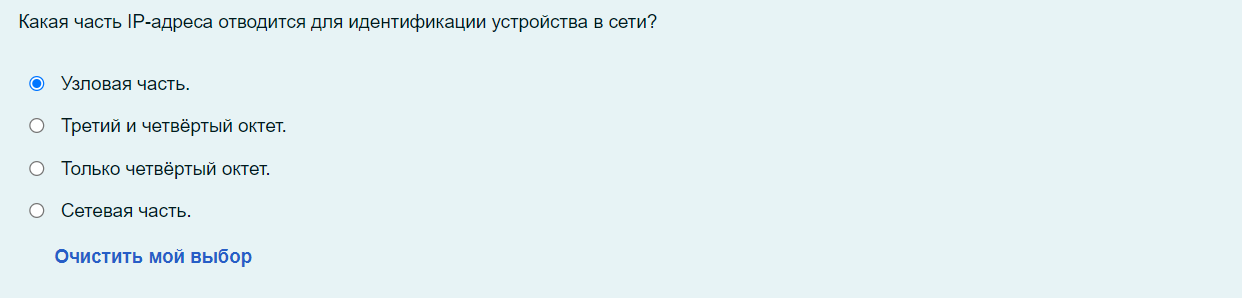 Какая часть IP-адреса отводится для идентификации устройства в сети?
Узловая часть.
Третий и четвёртый октет.
Только четвёртый октет.
Сетевая часть.
Очистить мой выбор